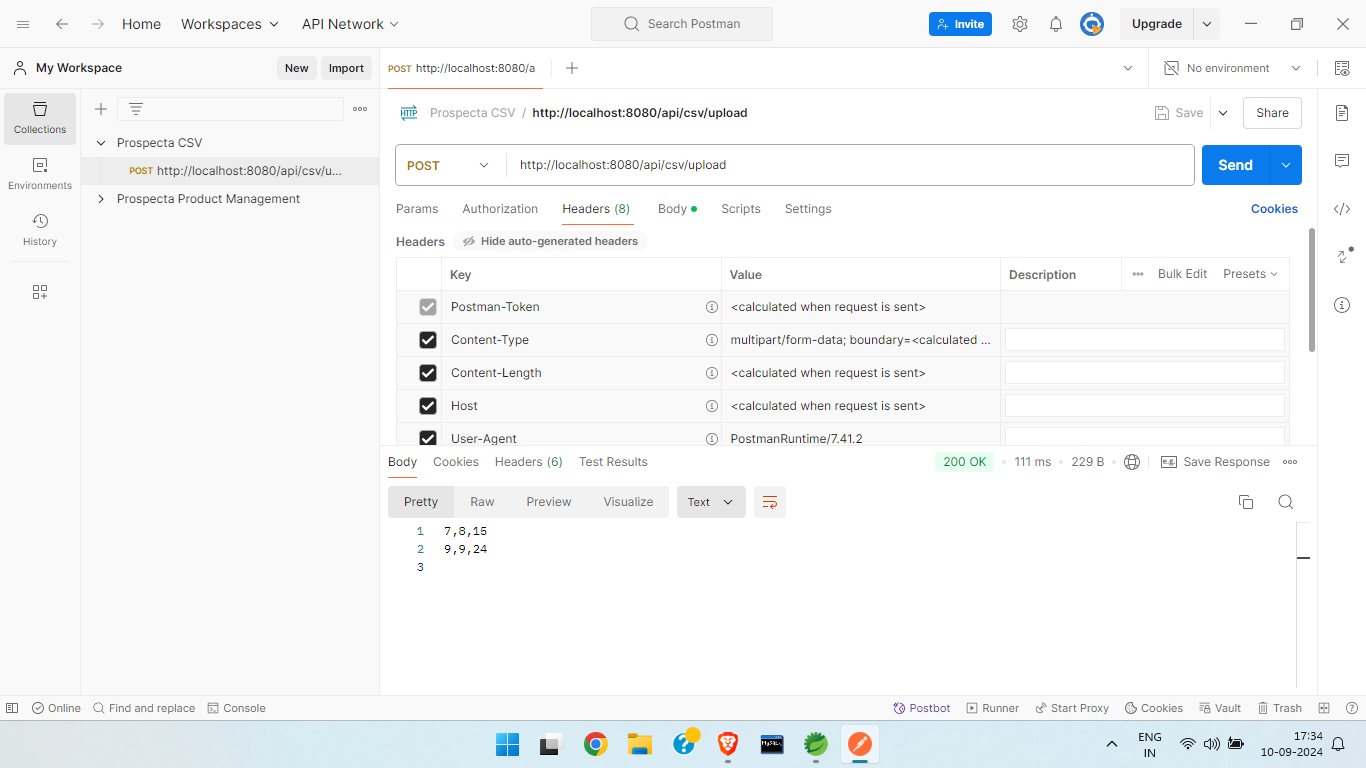 Home Workspaces API Network Search Postman Invite Upgrade
My Workspace New Import POST http://localhost:8080/a No environment
Collections
Environments
History
Prospecta CSV
POST http://localhost:8080/api/csv/u...
Prospecta Product Management
HTTP Prospecta CSV / http://localhost:8080/api/csv/upload Save Share
POST http://localhost:8080/api/csv/upload Send
Params Authorization Headers (8) Body Scripts Settings Cookies
Headers Hide auto-generated headers
Key Value Description Bulk Edit Presets
Postman-Token <calculated when request is sent>
Content-Type multipart/form-data; boundary=<calculated ...
Content-Length <calculated when request is sent>
Host <calculated when request is sent>
User-Agent PostmanRuntime/7.41.2
Body Cookies Headers (6) Test Results 200 OK 111 ms 229 B e.g. Save Response
Pretty Raw Preview Visualize Text
1 7,8,15
2 9,9,24
3
Online Find and replace Console Postbot Runner Start Proxy Cookies Vault Trash
MySQL
ENG
IN
17:34
10-09-2024